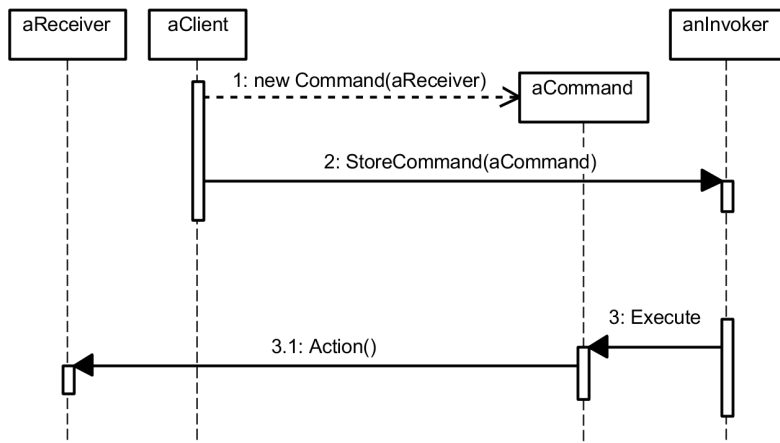 aReceiver
aClient
anInvoker
1: new Command(aReceiver)
aCommand
2: StoreCommand(aCommand)
3: Execute
3.1: Action()